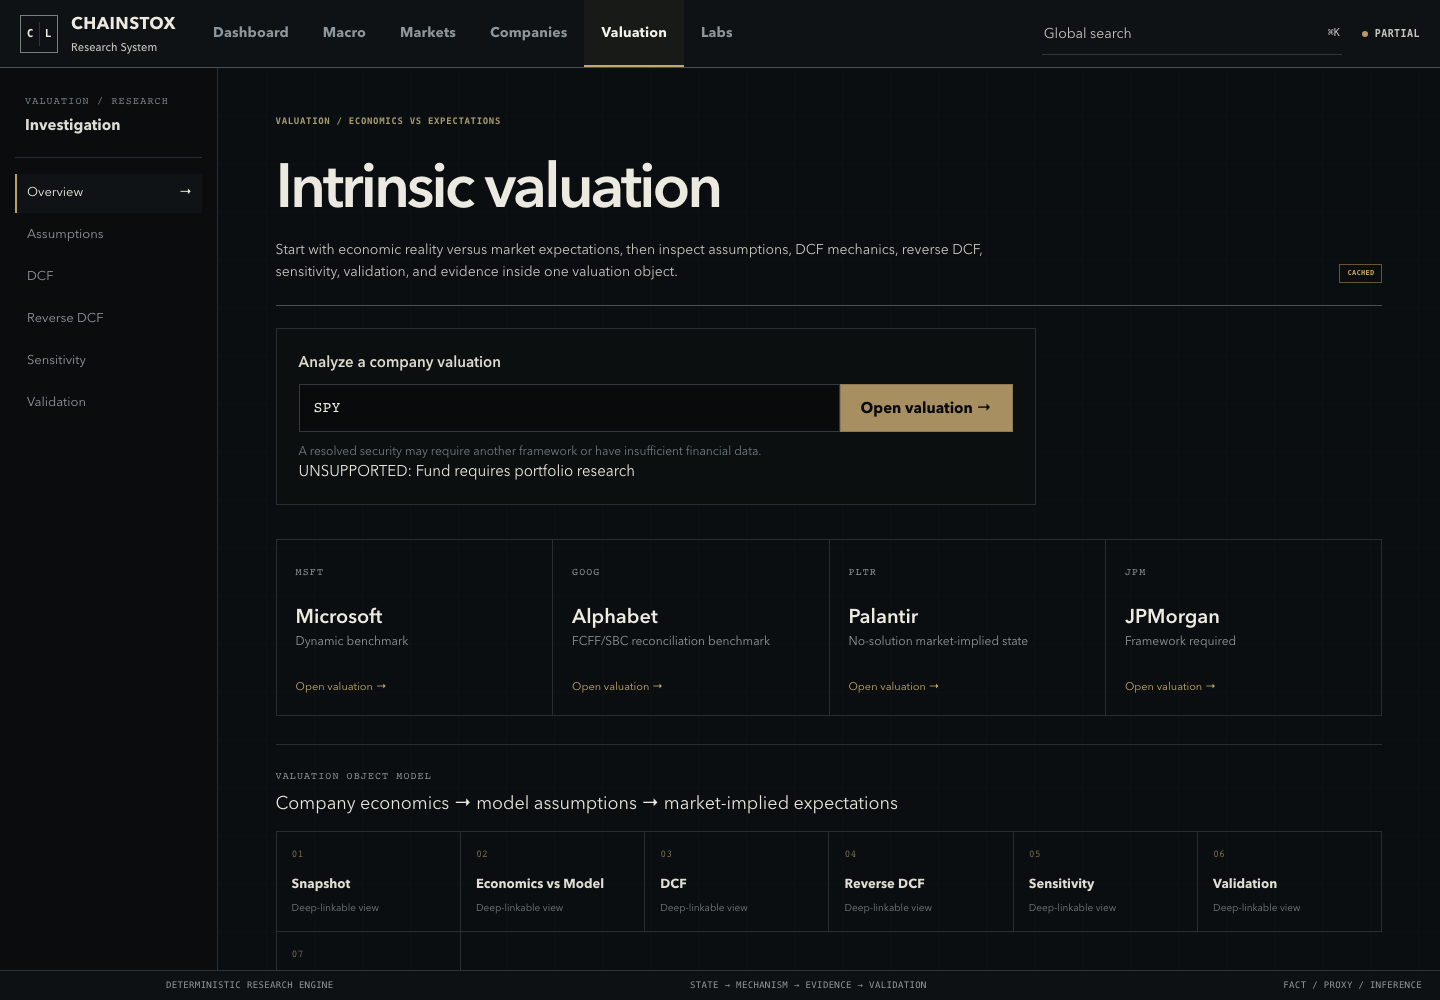 C L
CHAINSTOX
Research System
Dashboard
Macro
Markets
Companies
Valuation
Labs
Global search
⌘K
PARTIAL
VALUATION / RESEARCH
Investigation
Overview →
Assumptions
DCF
Reverse DCF
Sensitivity
Validation
VALUATION / ECONOMICS VS EXPECTATIONS
Intrinsic valuation
Start with economic reality versus market expectations, then inspect assumptions, DCF mechanics, reverse DCF,
sensitivity, validation, and evidence inside one valuation object.
CACHED
Analyze a company valuation
SPY
Open valuation →
A resolved security may require another framework or have insufficient financial data.
UNSUPPORTED: Fund requires portfolio research
MSFT
Microsoft
Dynamic benchmark
Open valuation →
GOOG
Alphabet
FCFF/SBC reconciliation benchmark
Open valuation →
PLTR
Palantir
No-solution market-implied state
Open valuation →
JPM
JPMorgan
Framework required
Open valuation →
VALUATION OBJECT MODEL
Company economics → model assumptions → market-implied expectations
01
Snapshot
Deep-linkable view
02
Economics vs Model
Deep-linkable view
03
DCF
Deep-linkable view
04
Reverse DCF
Deep-linkable view
05
Sensitivity
Deep-linkable view
06
Validation
Deep-linkable view
07
DETERMINISTIC RESEARCH ENGINE
STATE → MECHANISM → EVIDENCE → VALIDATION
FACT / PROXY / INFERENCE